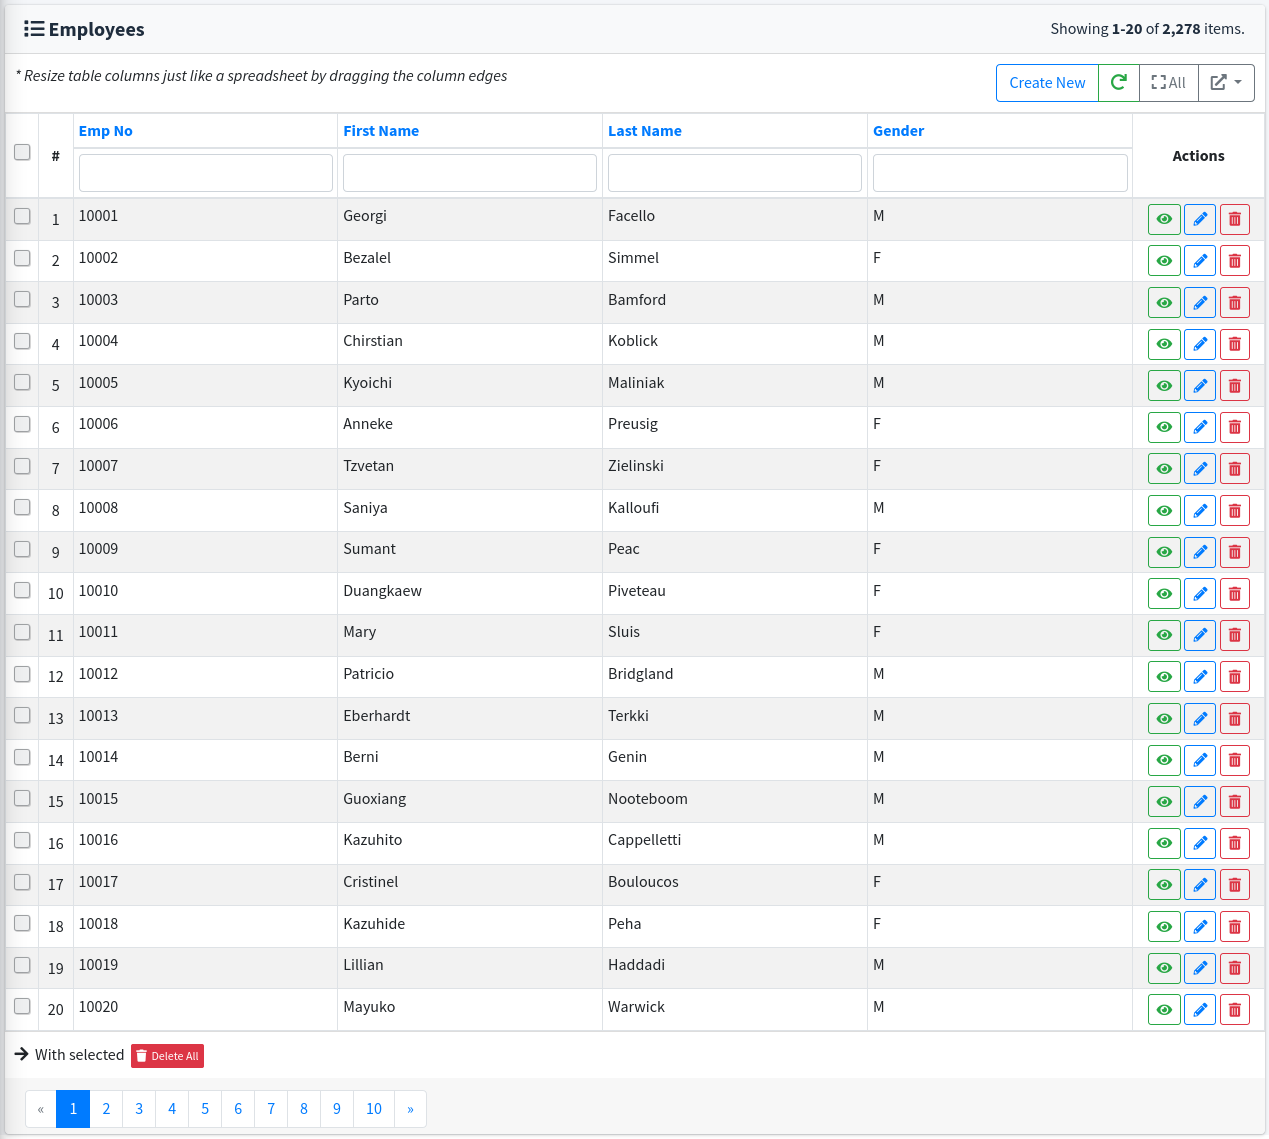 Employees Showing 1-20 of 2,278 items.
* Resize table columns just like a spreadsheet by dragging the column edges
Create New All
# Emp No First Name Last Name Gender Actions
1 10001 Georgi Facello M
2 10002 Bezalel Simmel F
3 10003 Parto Bamford M
4 10004 Chirstian Koblick M
5 10005 Kyoichi Maliniak M
6 10006 Anneke Preusig F
7 10007 Tzvetan Zielinski F
8 10008 Saniya Kalloufi M
9 10009 Sumant Peac F
10 10010 Duangkaew Piveteau F
11 10011 Mary Sluis F
12 10012 Patricio Bridgland M
13 10013 Eberhardt Terkki M
14 10014 Berni Genin M
15 10015 Guoxiang Nooteboom M
16 10016 Kazuhito Cappelletti M
17 10017 Cristinel Bouloucos F
18 10018 Kazuhide Peha F
19 10019 Lillian Haddadi M
20 10020 Mayuko Warwick M
With selected Delete All
« 1 2 3 4 5 6 7 8 9 10 »